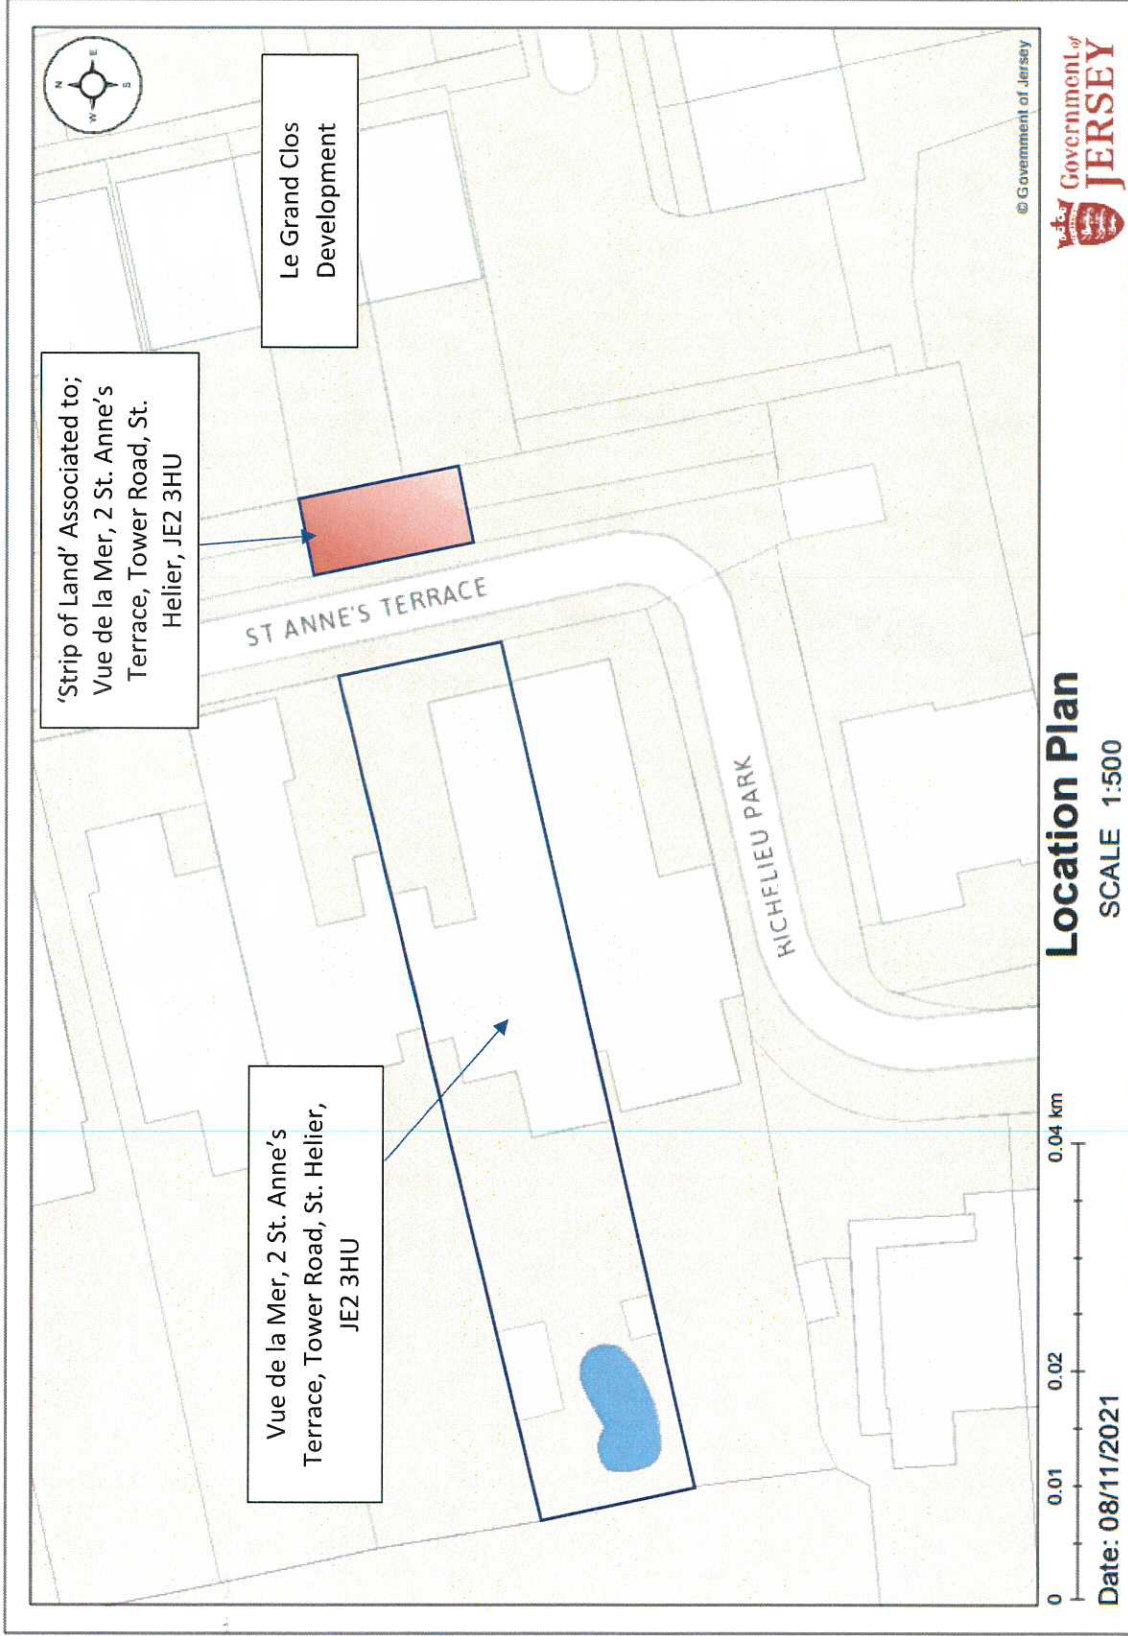 N
W
E
S
'Strip of Land' Associated to;
Vue de la Mer, 2 St. Anne's
Terrace, Tower Road, St.
Helier, JE2 3HU
Le Grand Clos
Development
ST ANNE'S TERRACE
Vue de la Mer, 2 St. Anne's
Terrace, Tower Road, St. Helier,
JE2 3HU
RICHELIEU PARK
© Government of Jersey
0 0.01 0.02 0.04 km
Location Plan
SCALE 1:500
Date: 08/11/2021
Government of
JERSEY